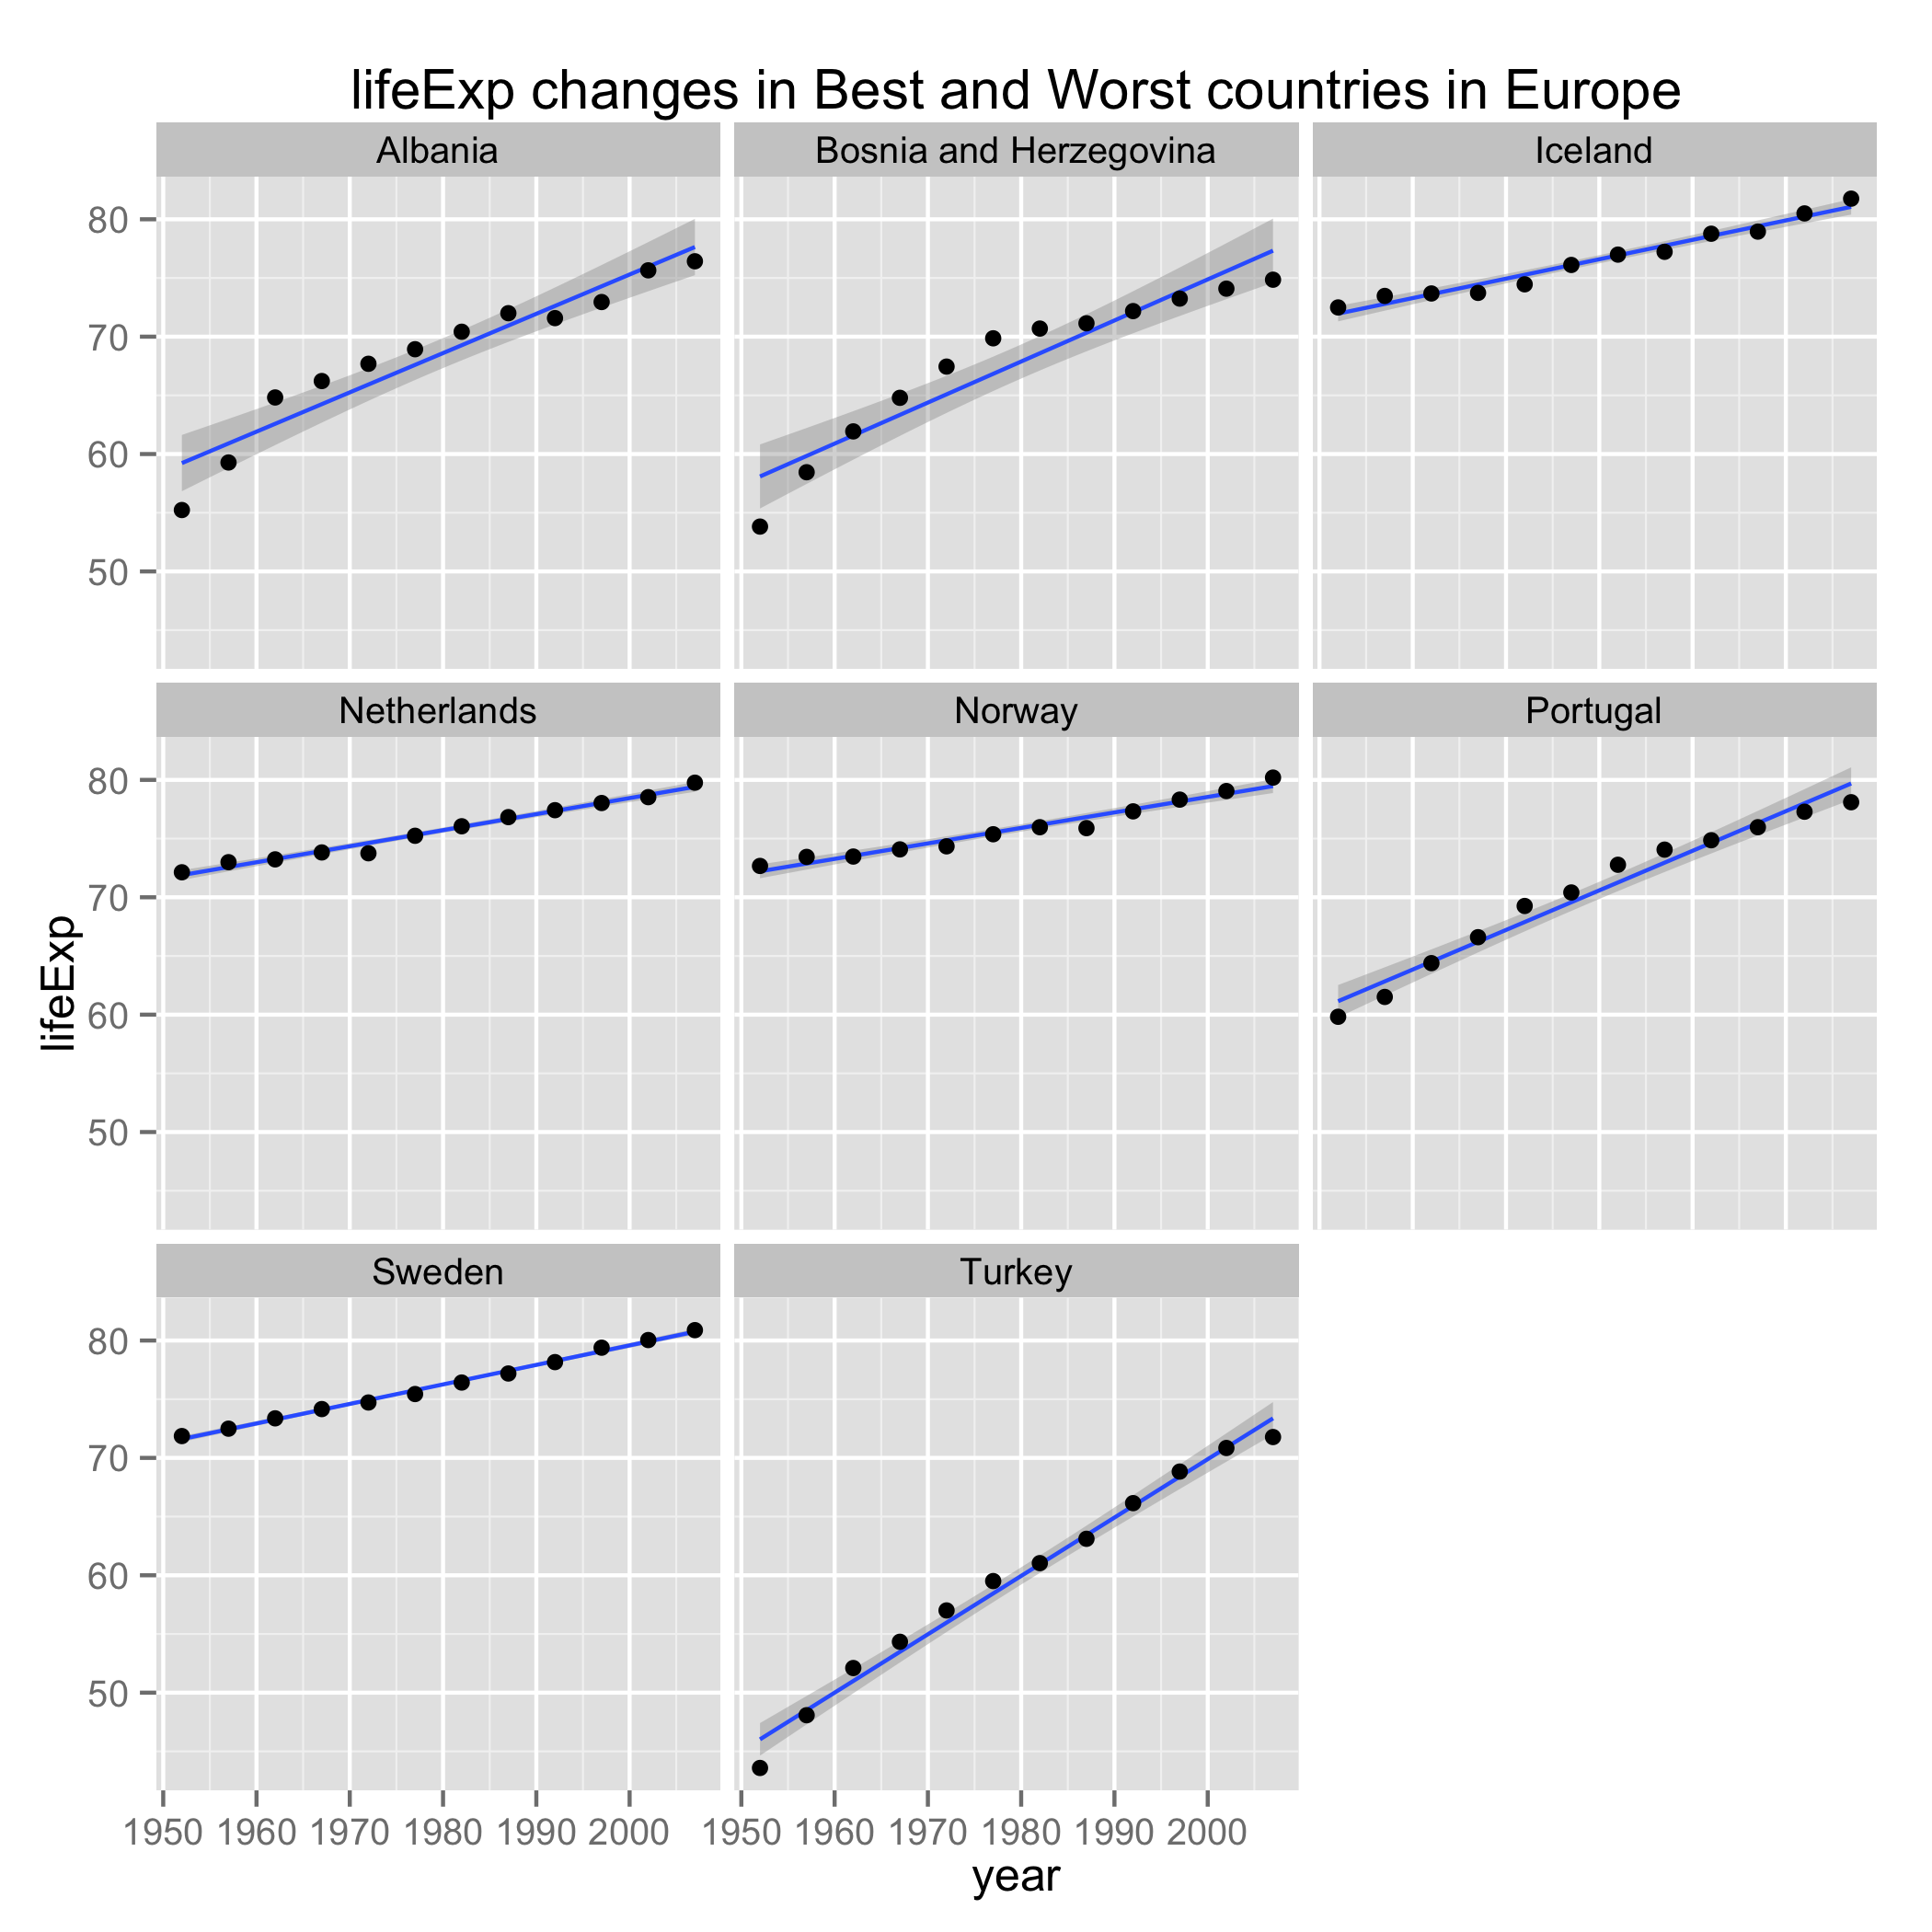 lifeExp changes in Best and Worst countries in Europe
Albania
Bosnia and Herzegovina
Iceland
80
70
60
50
Netherlands
Norway
Portugal
80
70
60
50
lifeExp
Sweden
Turkey
80
70
60
50
1950 1960 1970 1980 1990 2000
1950 1960 1970 1980 1990 2000
year